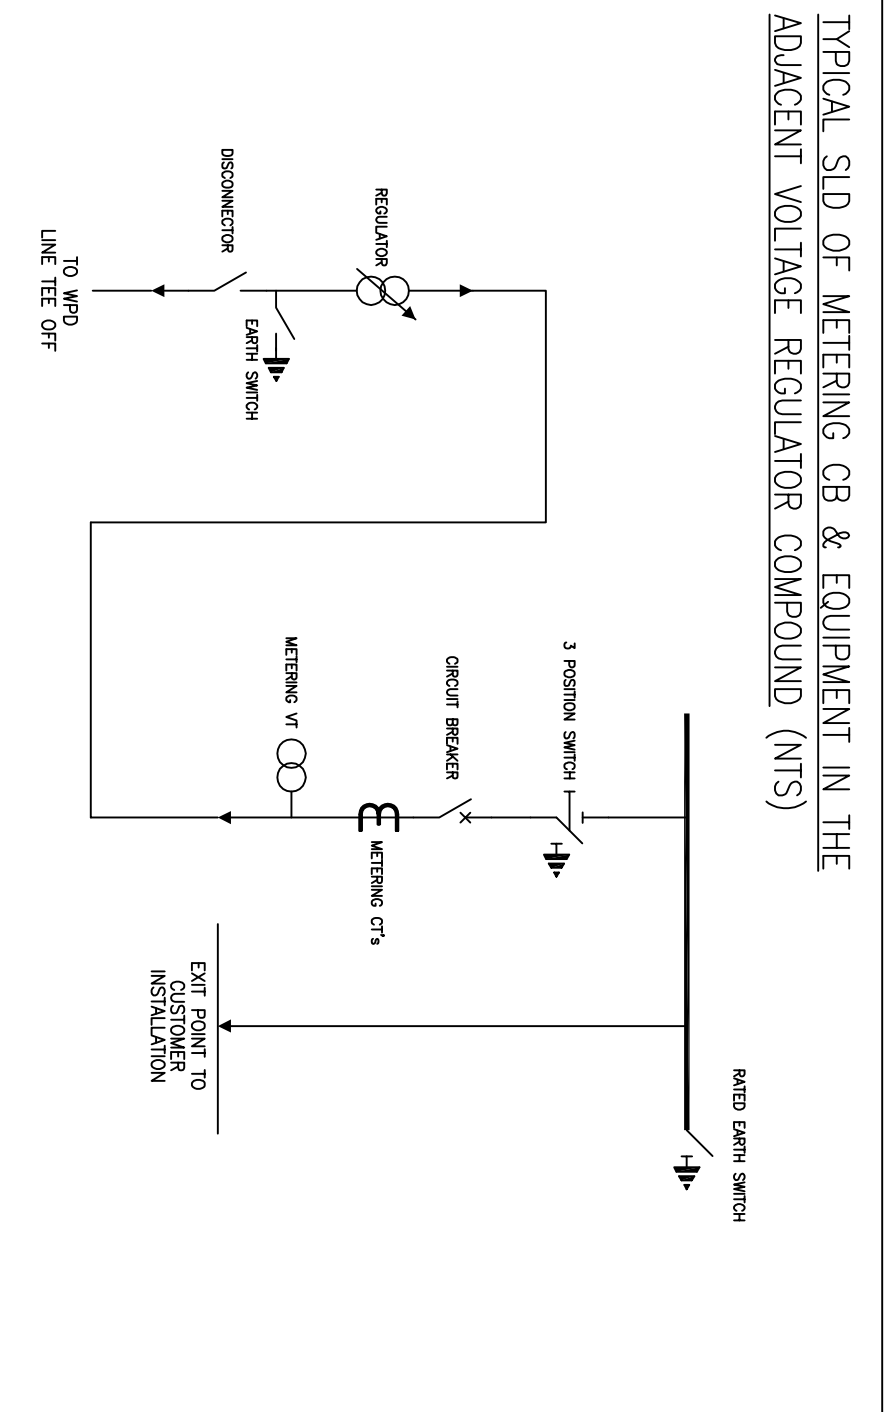 TYPICAL SLD OF METERING CB & EQUIPMENT IN THE
ADJACENT VOLTAGE REGULATOR COMPOUND (NTS)
RATED EARTH SWITCH
3 POSITION SWITCH
CIRCUIT BREAKER
METERING CT's
METERING VT
REGULATOR
EARTH SWITCH
DISCONNECTOR
TO WPD
LINE TEE OFF
EXIT POINT TO
CUSTOMER
INSTALLATION